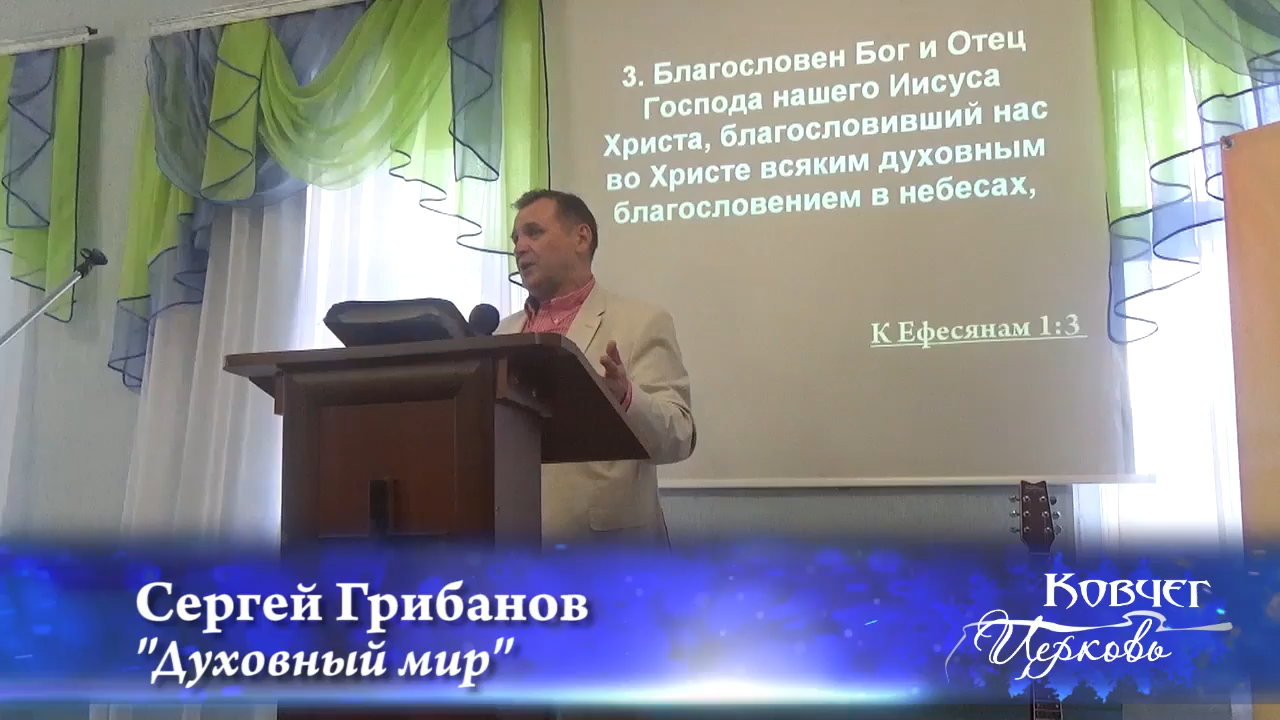 3. Благословен Бог и Отец
Господа нашего Иисуса
Христа, благословивший нас
во Христе всяким духовным
благословением в небесах,
К Ефесянам 1:3
Сергей Грибанов
"Духовный мир"
Ковчег
Церковь